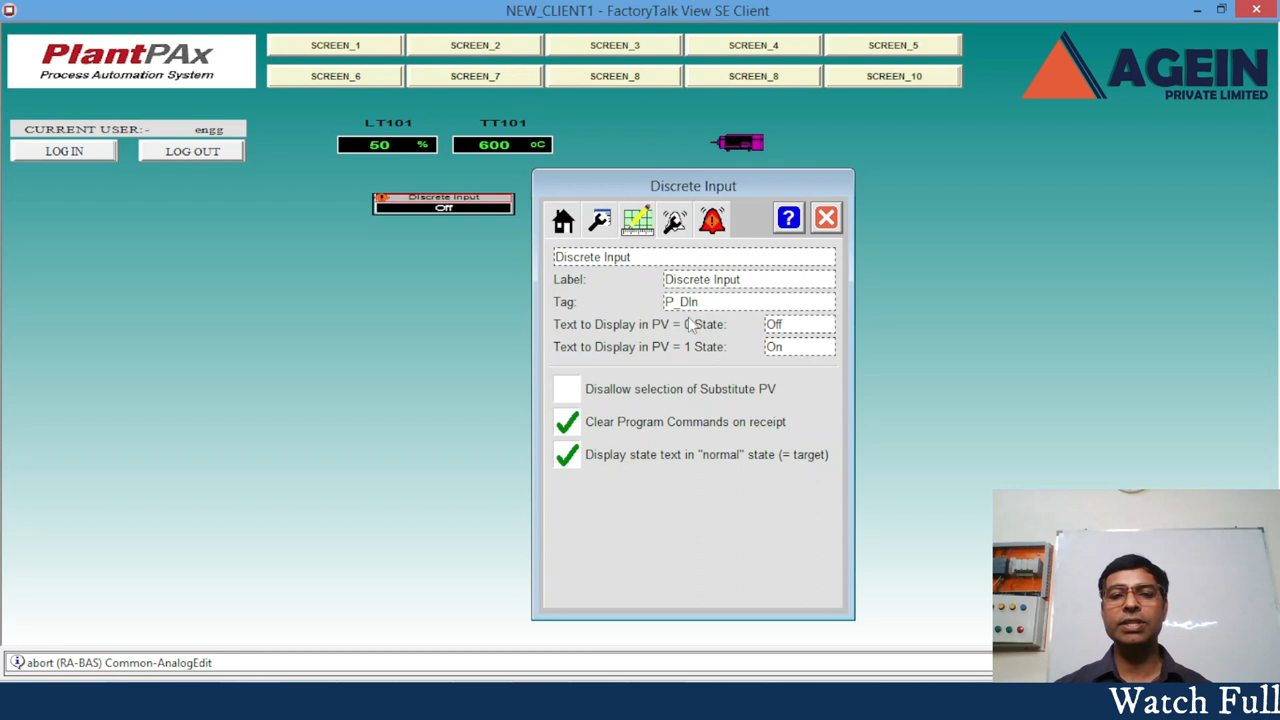 NEW_CLIENT1 - FactoryTalk View SE Client
PlantPAx
Process Automation System
SCREEN_1 SCREEN_2 SCREEN_3 SCREEN_4 SCREEN_5
SCREEN_6 SCREEN_7 SCREEN_8 SCREEN_8 SCREEN_10
AGEIN
PRIVATE LIMITED
CURRENT USER:- engg
LOG IN LOG OUT
LT101 TT101
50 % 600 oC
Discrete Input
Off
Discrete Input
?
Discrete Input
Label: Discrete Input
Tag: P_DIn
Text to Display in PV = 0 State: Off
Text to Display in PV = 1 State: On
Disallow selection of Substitute PV
Clear Program Commands on receipt
Display state text in "normal" state (= target)
abort (RA-BAS) Common-AnalogEdit
Watch Full